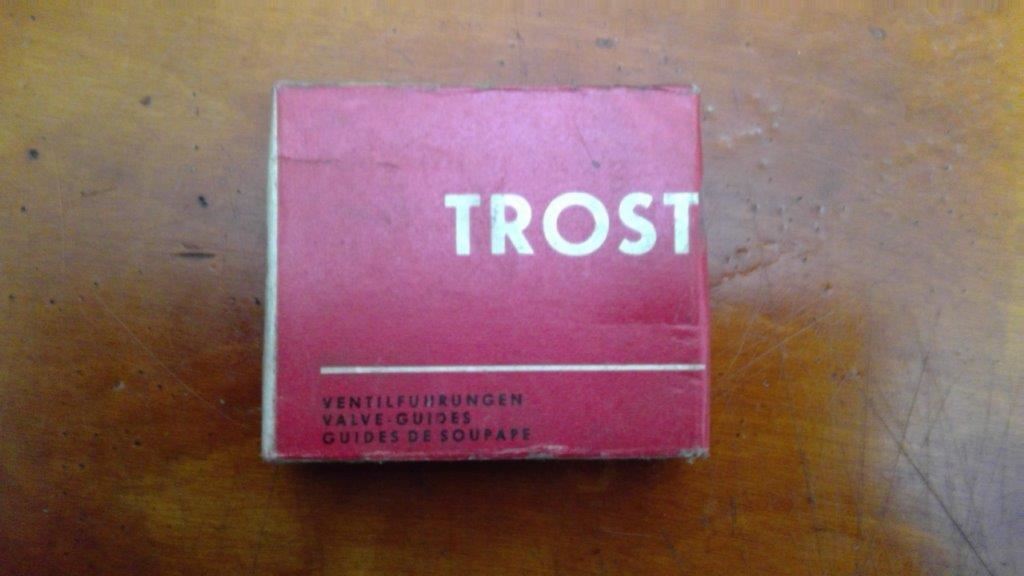 TROST
VENTILFUHRUNGEN
VALVE-GUIDES
GUIDES DE SOUPAPE